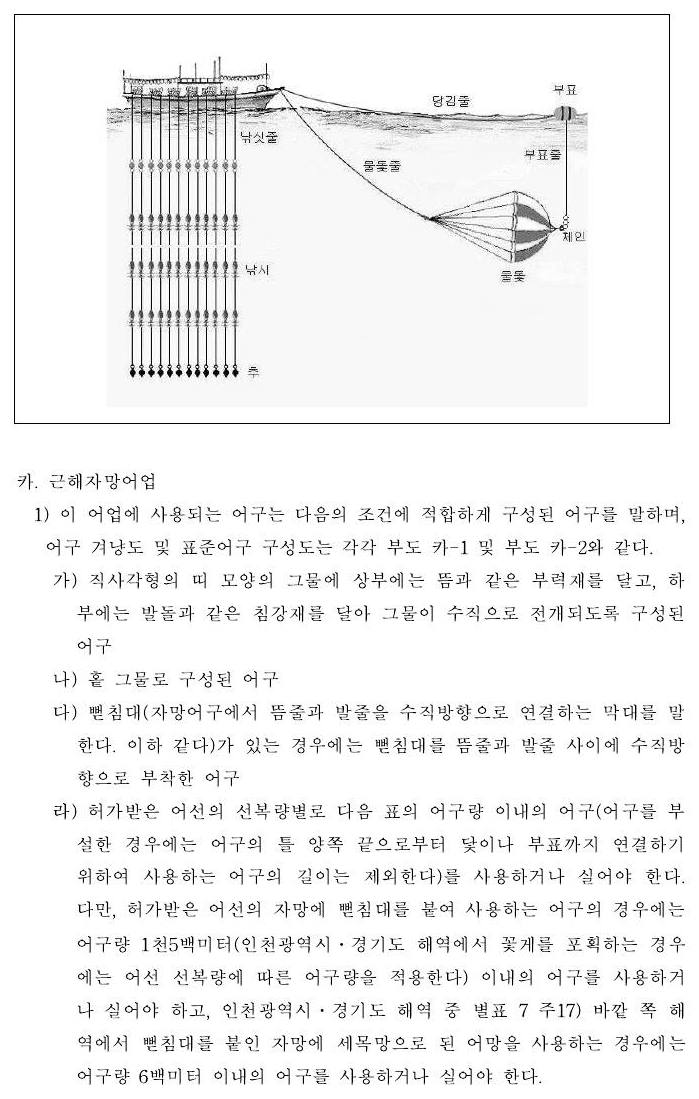 부표
당김줄
낚싯줄
부표줄
물돛줄
체인
낚시
물돛
추
카. 근해자망어업
1) 이 어업에 사용되는 어구는 다음의 조건에 적합하게 구성된 어구를 말하며,
어구 겨냥도 및 표준어구 구성도는 각각 부도 카-1 및 부도 카-2와 같다.
가) 직사각형의 띠 모양의 그물에 상부에는 뜸과 같은 부력재를 달고, 하
부에는 발돌과 같은 침강재를 달아 그물이 수직으로 전개되도록 구성된
어구
나) 홑 그물로 구성된 어구
다) 뻗침대(자망어구에서 뜸줄과 발줄을 수직방향으로 연결하는 막대를 말
한다. 이하 같다)가 있는 경우에는 뻗침대를 뜸줄과 발줄 사이에 수직방
향으로 부착한 어구
라) 허가받은 어선의 선복량별로 다음 표의 어구량 이내의 어구(어구를 부
설한 경우에는 어구의 틀 양쪽 끝으로부터 닻이나 부표까지 연결하기
위하여 사용하는 어구의 길이는 제외한다)를 사용하거나 실어야 한다.
다만, 허가받은 어선의 자망에 뻗침대를 붙여 사용하는 어구의 경우에는
어구량 1천5백미터(인천광역시·경기도 해역에서 꽃게를 포획하는 경우
에는 어선 선복량에 따른 어구량을 적용한다) 이내의 어구를 사용하거
나 실어야 하고, 인천광역시·경기도 해역 중 별표 7 주17) 바깥 쪽 해
역에서 뻗침대를 붙인 자망에 세목망으로 된 어망을 사용하는 경우에는
어구량 6백미터 이내의 어구를 사용하거나 실어야 한다.